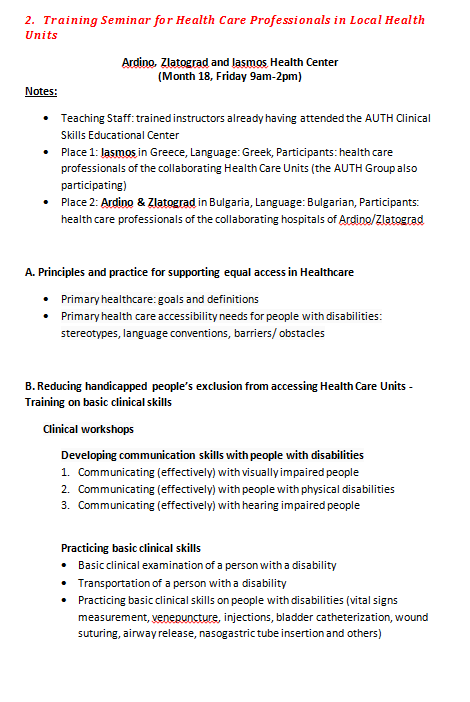 2. Training Seminar for Health Care Professionals in Local Health
Units
Ardino, Zlatograd and Iasmos Health Center
(Month 18, Friday 9am-2pm)
Notes:
• Teaching Staff: trained instructors already having attended the AUTH Clinical
Skills Educational Center
• Place 1: Iasmos in Greece, Language: Greek, Participants: health care
professionals of the collaborating Health Care Units (the AUTH Group also
participating)
• Place 2: Ardino & Zlatograd in Bulgaria, Language: Bulgarian, Participants:
health care professionals of the collaborating hospitals of Ardino/Zlatograd
A. Principles and practice for supporting equal access in Healthcare
• Primary healthcare: goals and definitions
• Primary health care accessibility needs for people with disabilities:
stereotypes, language conventions, barriers/ obstacles
B. Reducing handicapped people's exclusion from accessing Health Care Units -
Training on basic clinical skills
Clinical workshops
Developing communication skills with people with disabilities
1. Communicating (effectively) with visually impaired people
2. Communicating (effectively) with people with physical disabilities
3. Communicating (effectively) with hearing impaired people
Practicing basic clinical skills
• Basic clinical examination of a person with a disability
• Transportation of a person with a disability
• Practicing basic clinical skills on people with disabilities (vital signs
measurement, venepuncture, injections, bladder catheterization, wound
suturing, airway release, nasogastric tube insertion and others)